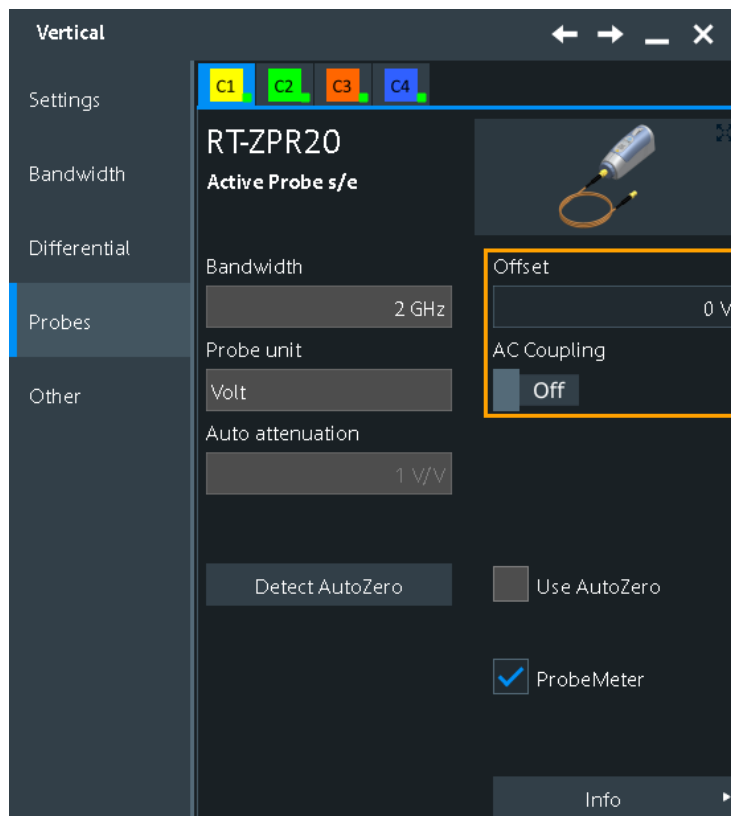 Vertical
Settings
Bandwidth
Differential
Probes
Other
C1 C2 C3 C4
RT-ZPR20
Active Probe s/e
Bandwidth
2 GHz
Probe unit
Volt
Auto attenuation
1 V/V
Detect AutoZero
Offset
0 V
AC Coupling
Off
Use AutoZero
ProbeMeter
Info